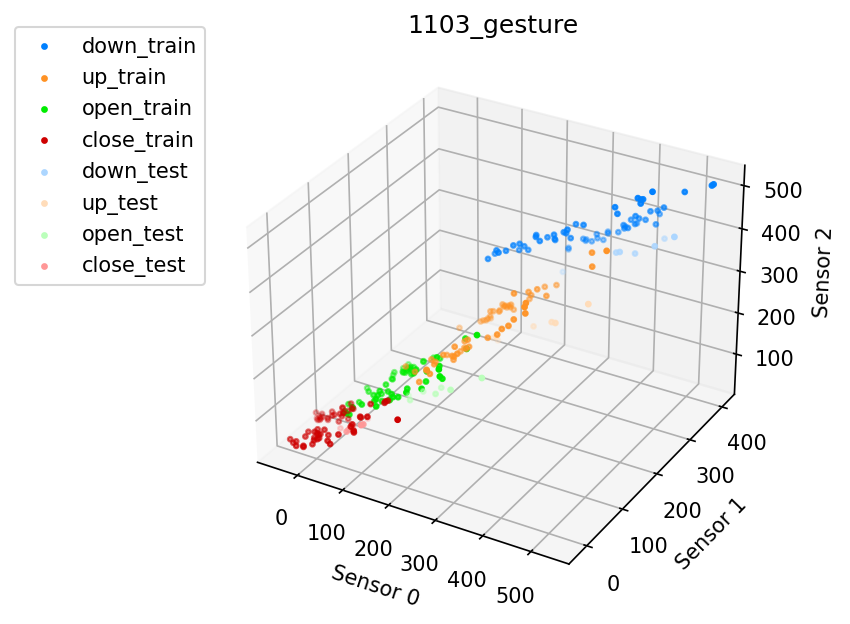 1103_gesture
down_train
up_train
open_train
close_train
down_test
up_test
open_test
close_test
500
400
300
200
100
Sensor 2
400
300
200
100
0
Sensor 1
0
100
200
300
400
500
Sensor 0